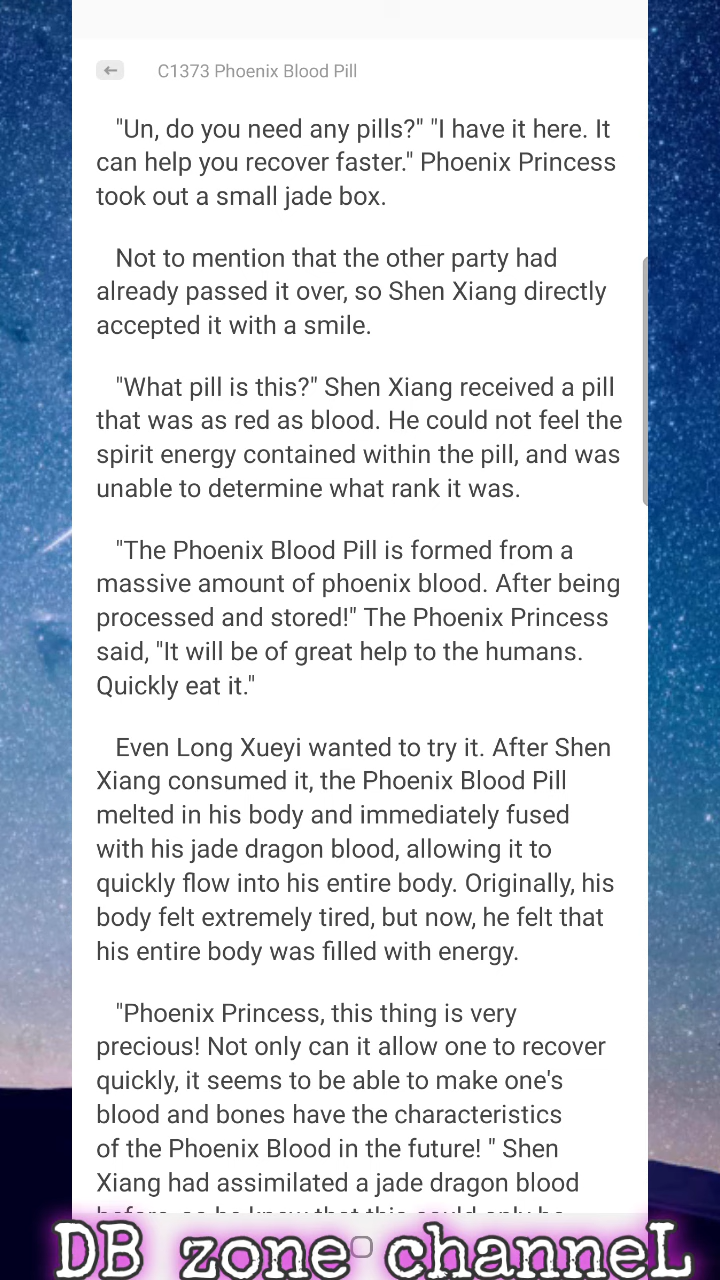 C1373 Phoenix Blood Pill
"Un, do you need any pills?" "I have it here. It
can help you recover faster." Phoenix Princess
took out a small jade box.
Not to mention that the other party had
already passed it over, so Shen Xiang directly
accepted it with a smile.
"What pill is this?" Shen Xiang received a pill
that was as red as blood. He could not feel the
spirit energy contained within the pill, and was
unable to determine what rank it was.
"The Phoenix Blood Pill is formed from a
massive amount of phoenix blood. After being
processed and stored!" The Phoenix Princess
said, "It will be of great help to the humans.
Quickly eat it."
Even Long Xueyi wanted to try it. After Shen
Xiang consumed it, the Phoenix Blood Pill
melted in his body and immediately fused
with his jade dragon blood, allowing it to
quickly flow into his entire body. Originally, his
body felt extremely tired, but now, he felt that
his entire body was filled with energy.
"Phoenix Princess, this thing is very
precious! Not only can it allow one to recover
quickly, it seems to be able to make one's
blood and bones have the characteristics
of the Phoenix Blood in the future! " Shen
Xiang had assimilated a jade dragon blood
DB zone channeL